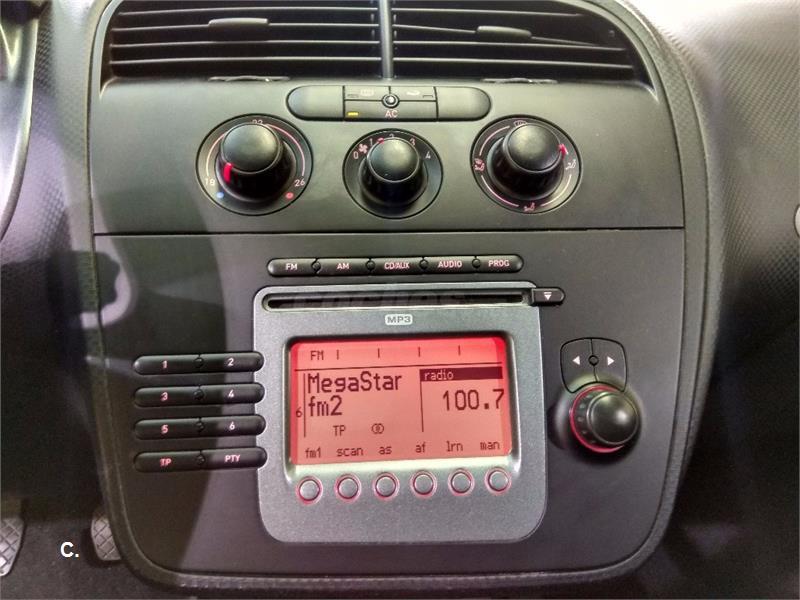 AC
22
18
26
0
1
2
3
4
FM AM CD/AUX AUDIO PROG
MP3
1 2
3 4
5 6
TP PTY
FM
MegaStar
fm2
radio
100.7
6
TP
fm1 scan as af lrn man
C.